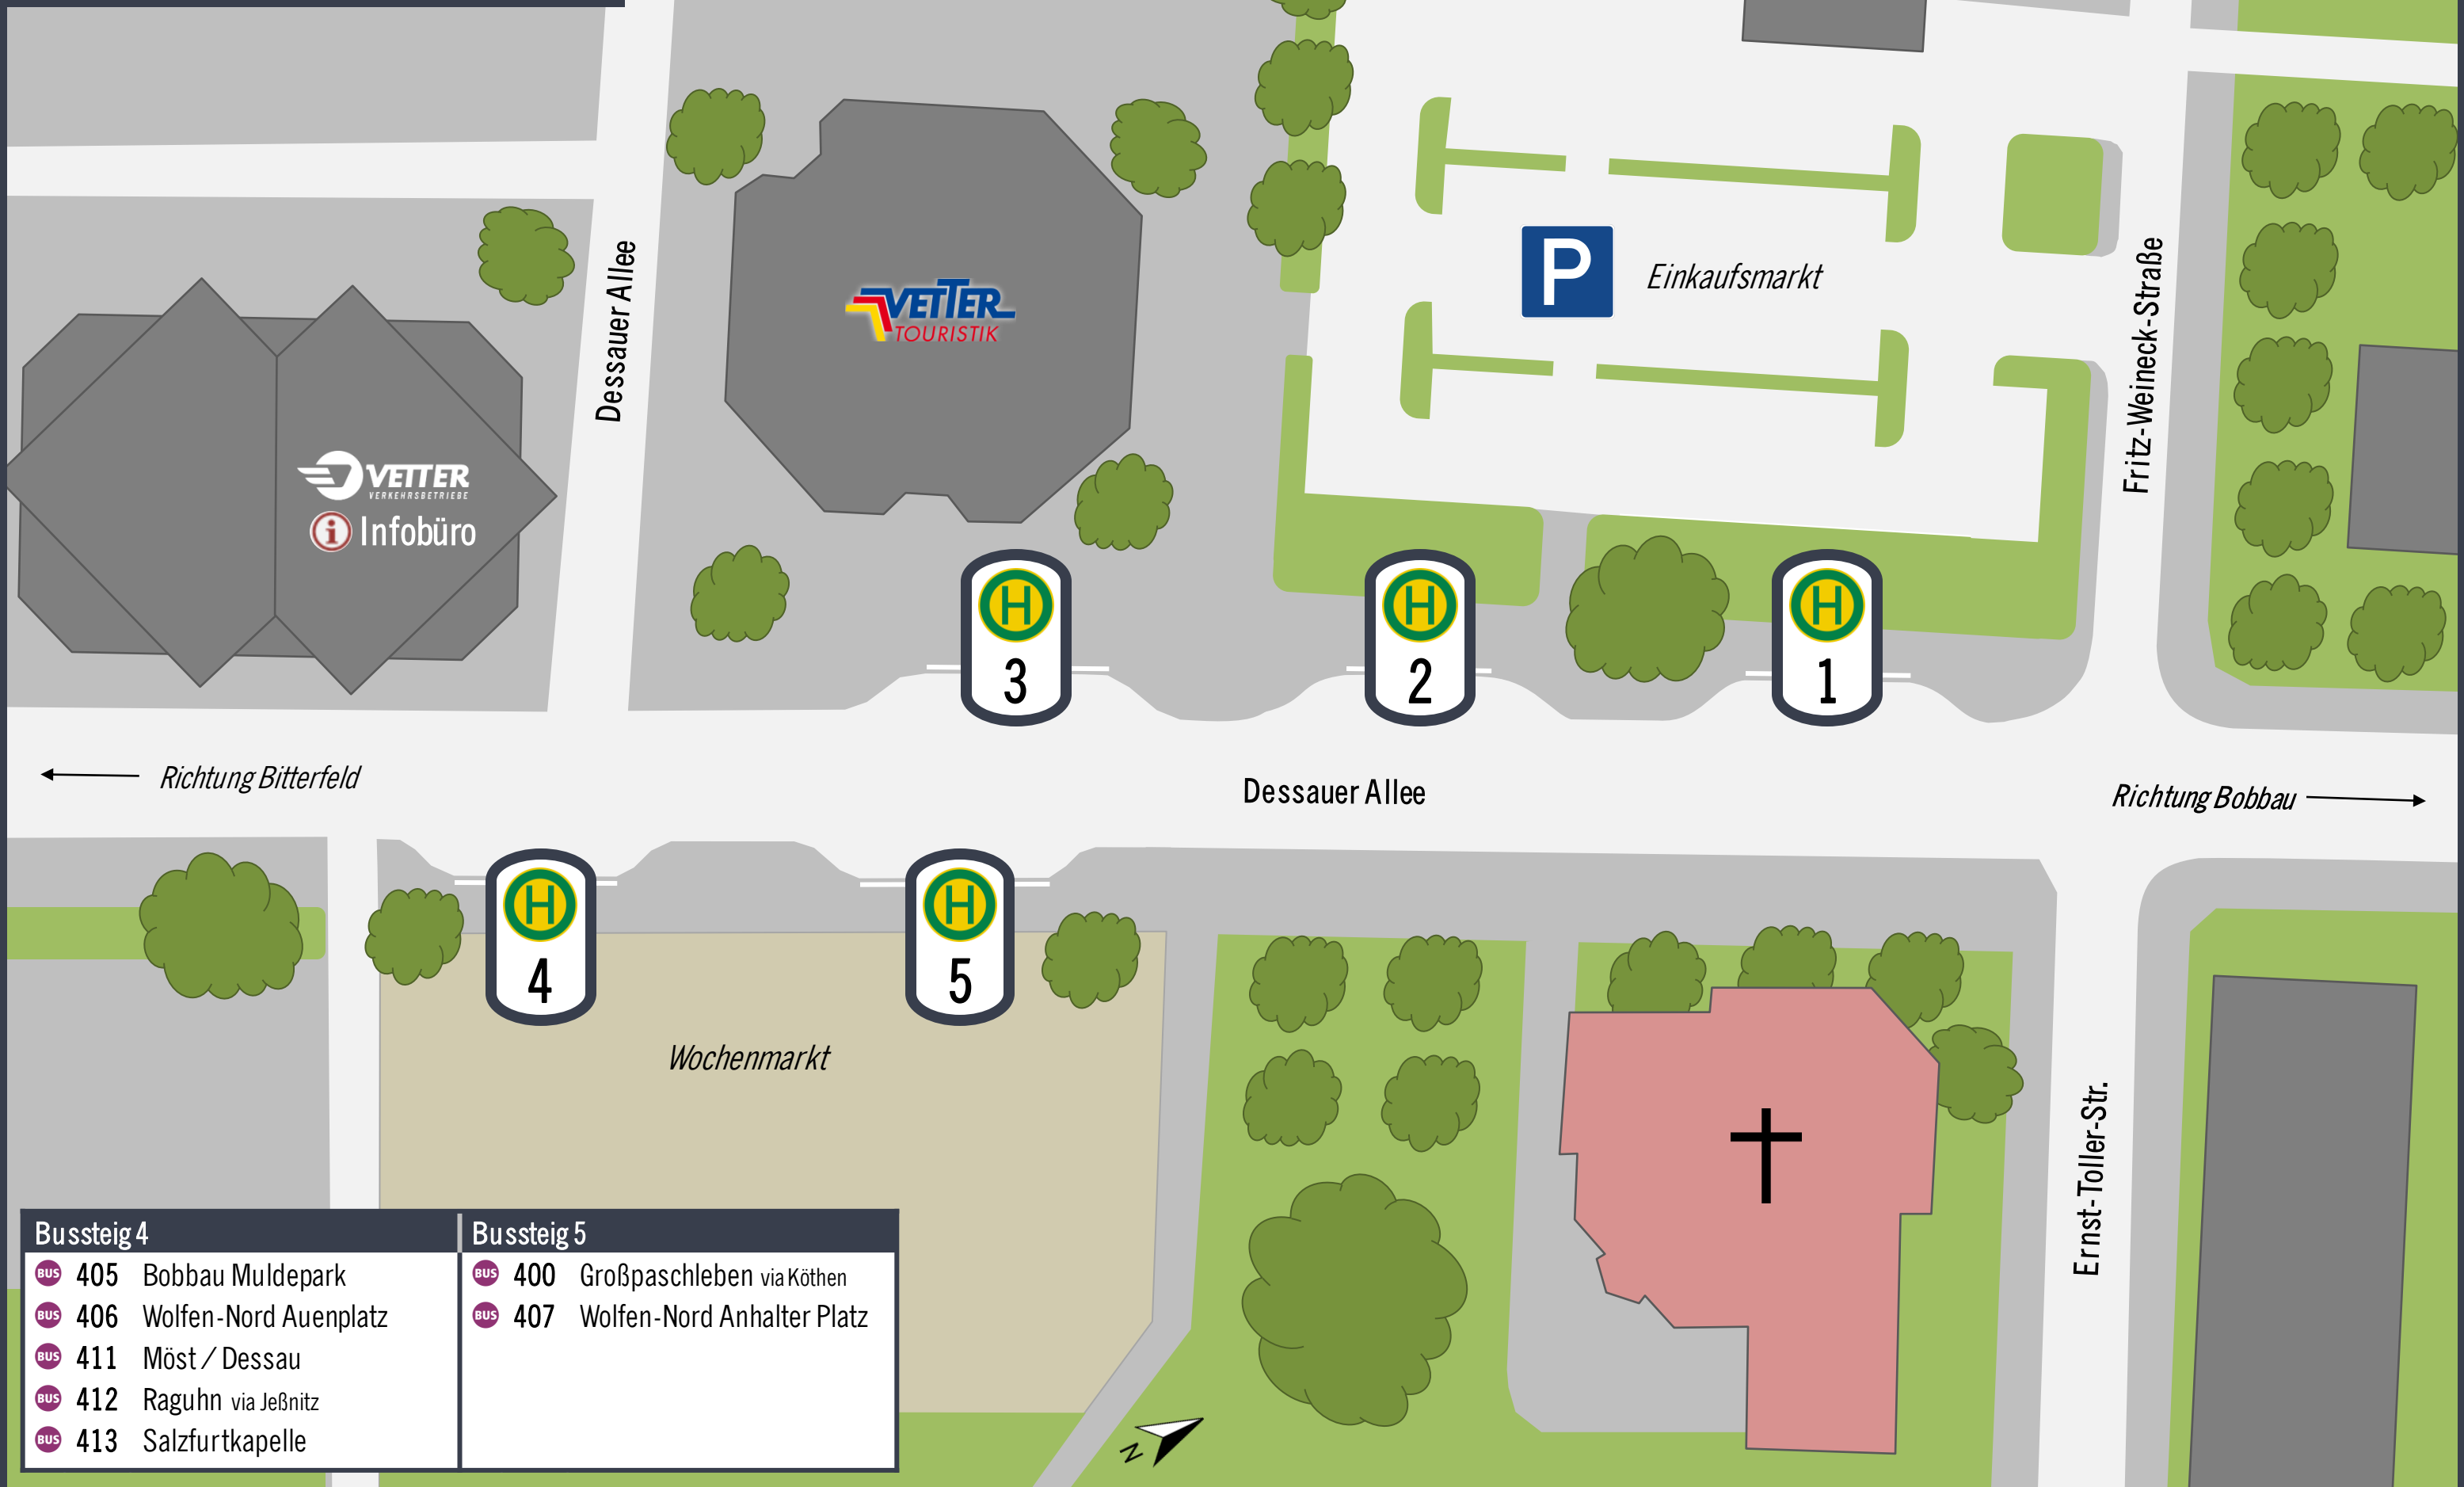 Dessauer Allee
VETTER
TOURISTIK
P
Einkaufsmarkt
Fritz-Weineck-Straße
VETTER
VERKEHRSBETRIEBE
i Infobüro
H
3
H
2
H
1
Richtung Bitterfeld
Dessauer Allee
Richtung Bobbau
H
4
H
5
Wochenmarkt
Ernst-Toller-Str.
Bussteig 4
BUS 405 Bobbau Muldepark
BUS 406 Wolfen-Nord Auenplatz
BUS 411 Möst / Dessau
BUS 412 Raguhn via Jeßnitz
BUS 413 Salzfurtkapelle
Bussteig 5
BUS 400 Großpaschleben via Köthen
BUS 407 Wolfen-Nord Anhalter Platz
N